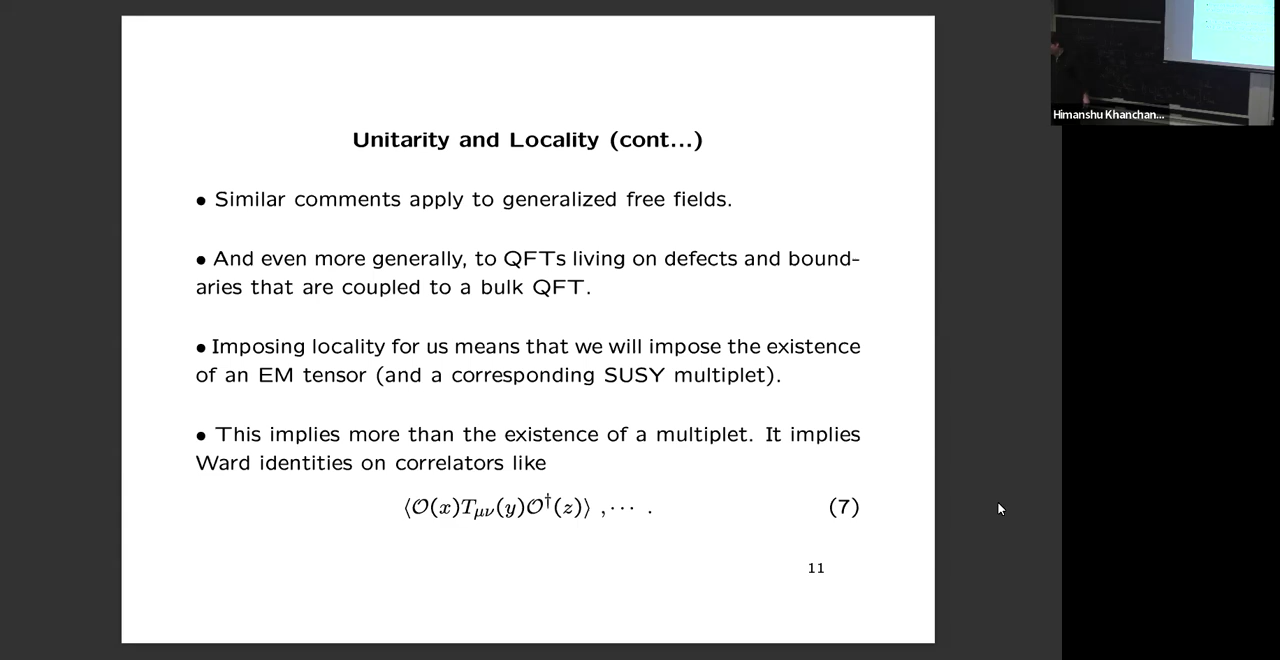 Unitarity and Locality (cont...)
• Similar comments apply to generalized free fields.
• And even more generally, to QFTs living on defects and bound-
aries that are coupled to a bulk QFT.
• Imposing locality for us means that we will impose the existence
of an EM tensor (and a corresponding SUSY multiplet).
• This implies more than the existence of a multiplet. It implies
Ward identities on correlators like
⟨𝒪(x)T_{μν}(y)𝒪†(z)⟩ , ··· . (7)
11
Himanshu Khanchan...